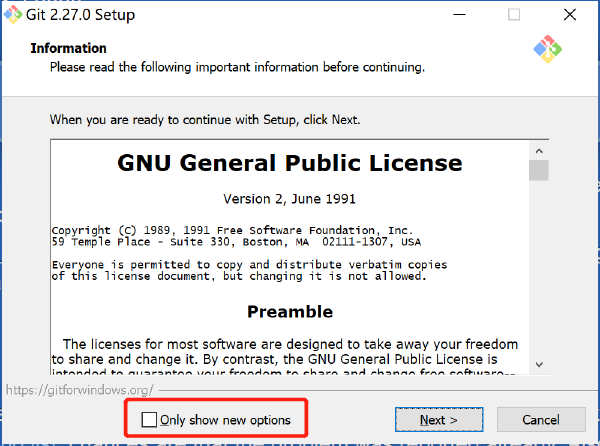 Git 2.27.0 Setup
Information
Please read the following important information before continuing.
When you are ready to continue with Setup, click Next.
GNU General Public License
Version 2, June 1991
Copyright (C) 1989, 1991 Free Software Foundation, Inc.
59 Temple Place - Suite 330, Boston, MA 02111-1307, USA
Everyone is permitted to copy and distribute verbatim copies
of this license document, but changing it is not allowed.
Preamble
The licenses for most software are designed to take away your freedom
to share and change it. By contrast, the GNU General Public License is
intended to guarantee your freedom to share and change free software--
https://gitforwindows.org/
Only show new options
Next >
Cancel